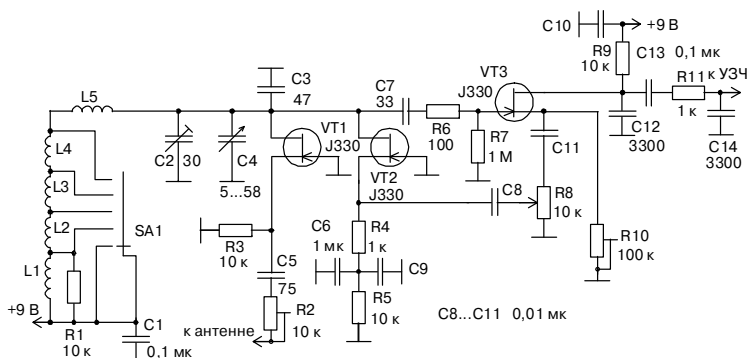 C10
+9 В
R9
10 к
C13 0,1 мк
L5
C3
47
C7
33
VT3
J330
R11
1 к
к УЗЧ
L4
L3
L2
L1
SA1
C2
30
C4
5...58
VT1
J330
VT2
J330
R6
100
R7
1 М
C11
C12
3300
C14
3300
C8
R8
10 к
R3
10 к
C6
1 мк
R4
1 к
C9
R10
100 к
C5
75
R2
10 к
R5
10 к
C8...C11 0,01 мк
+9 В
R1
10 к
C1
0,1 мк
к антенне